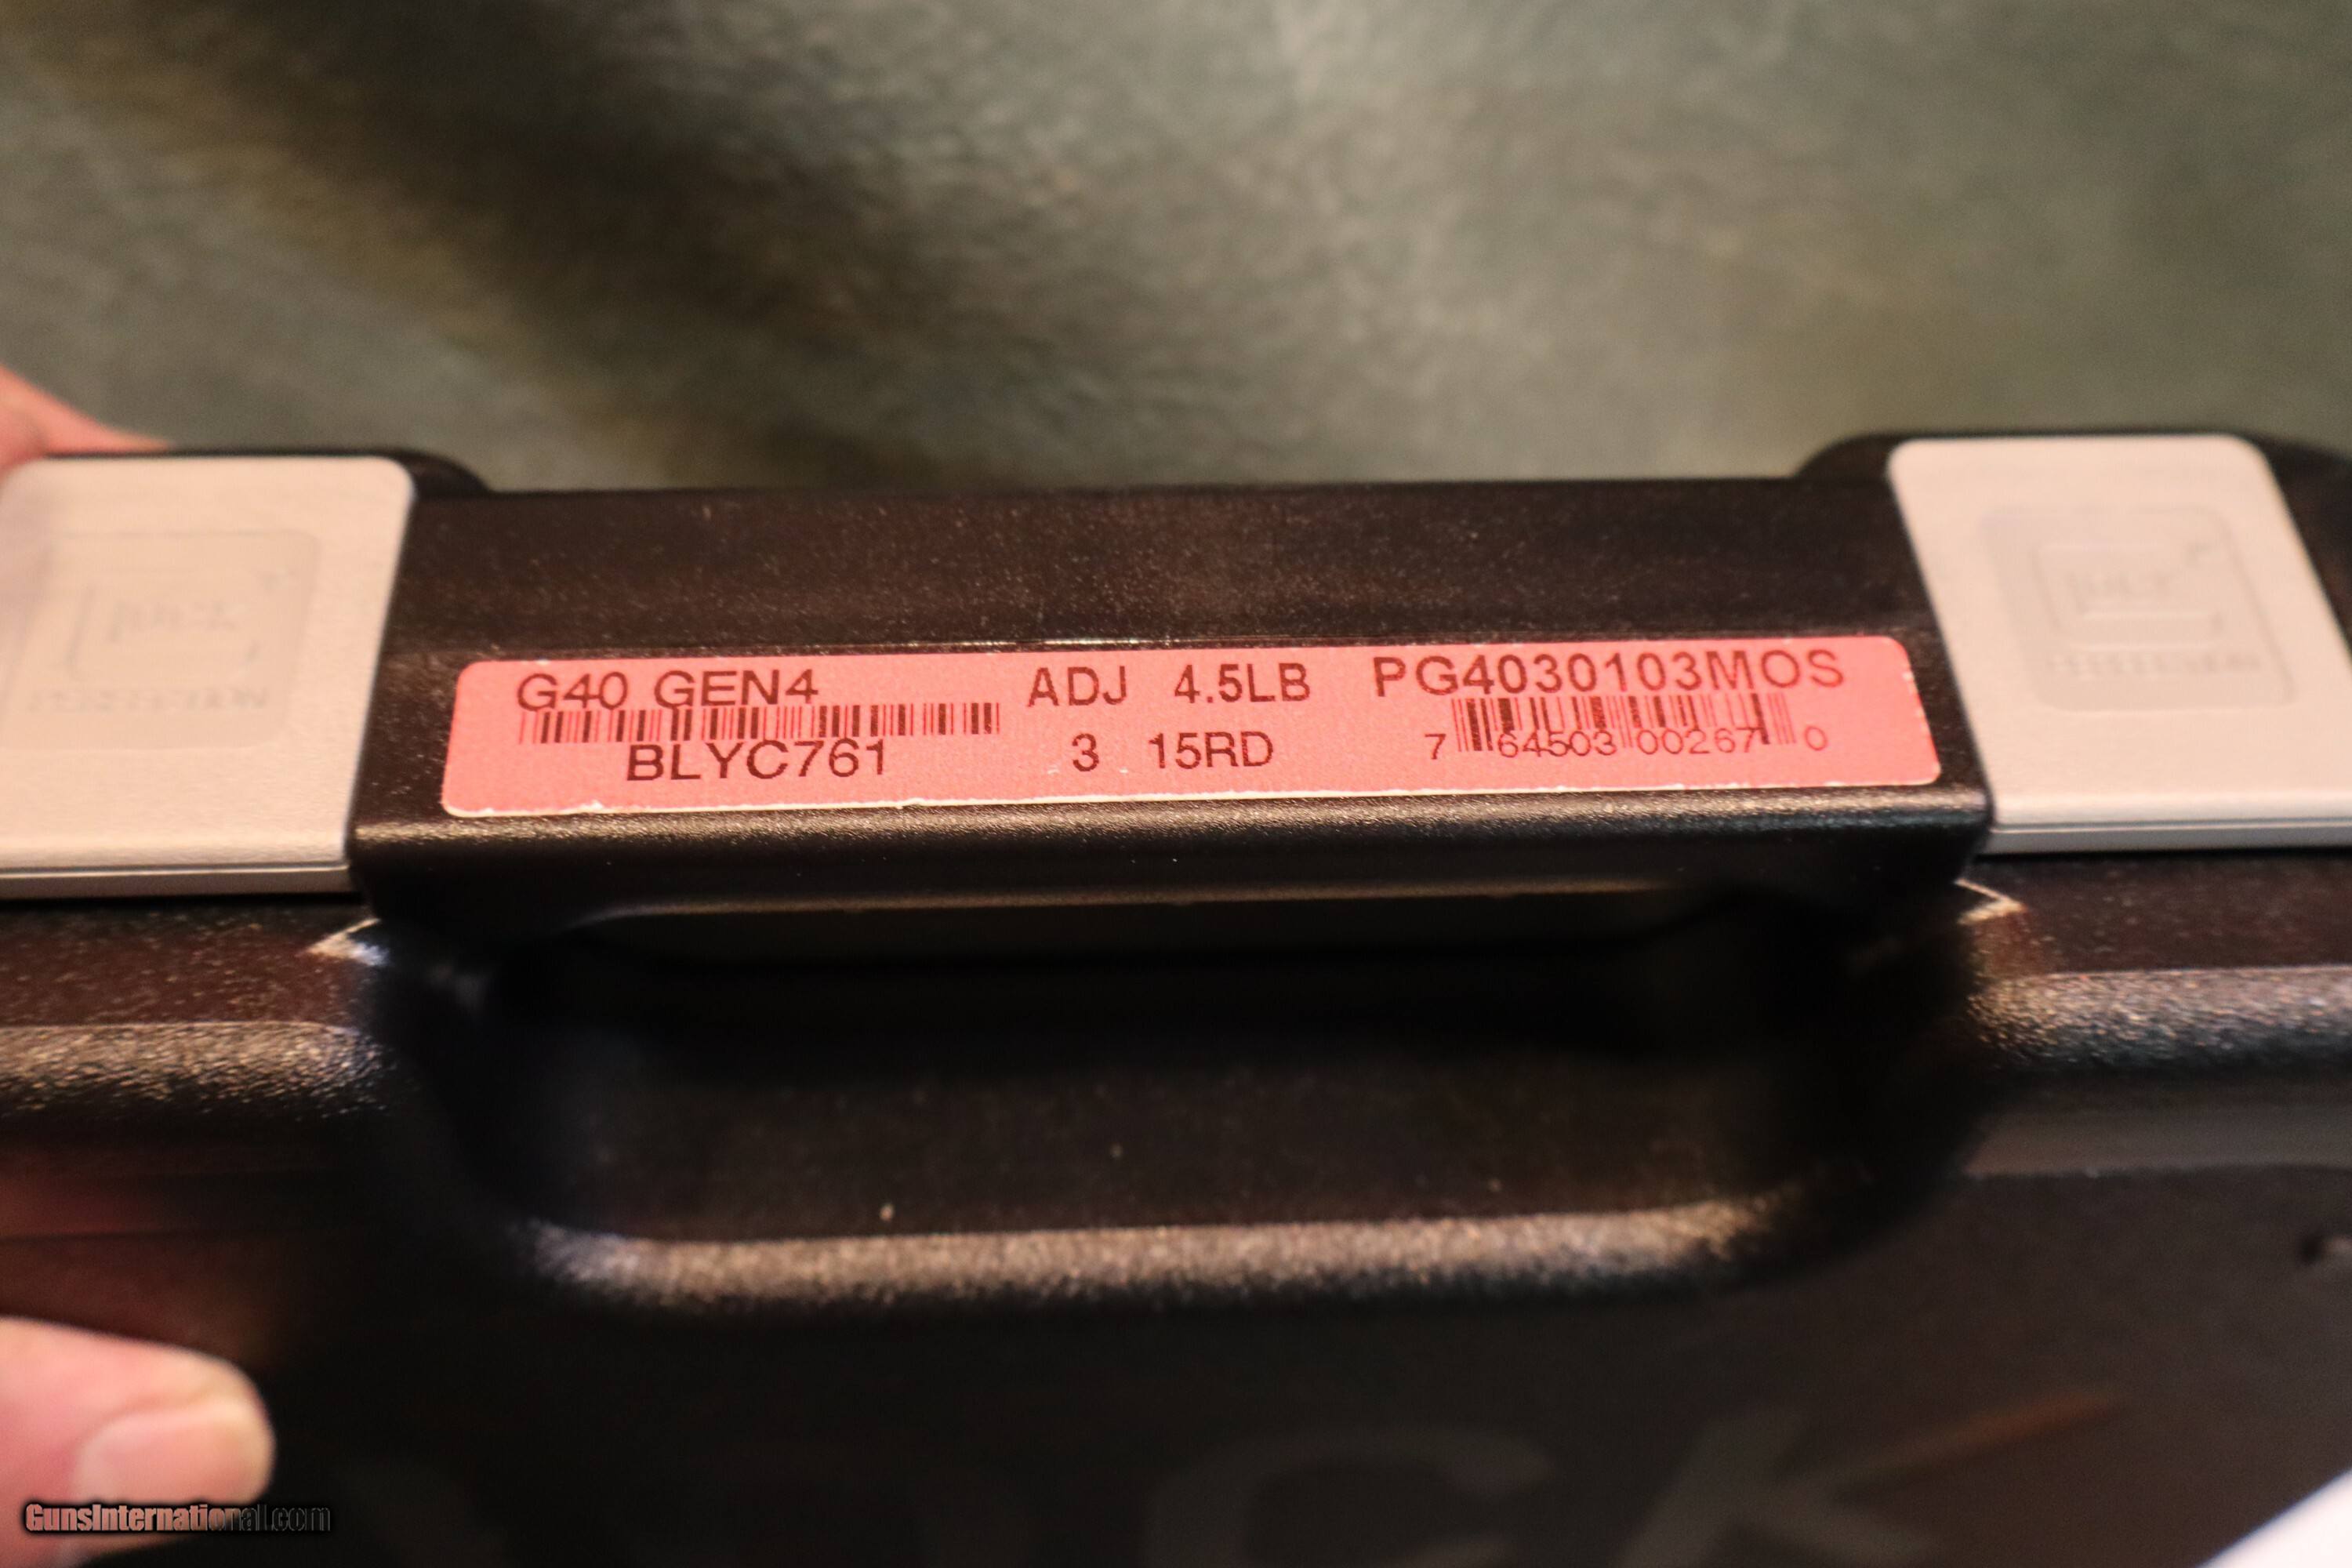 G40 GEN4 ADJ 4.5LB PG4030103MOS
BLYC761 3 15RD 7 64503 00267 0
GunsInternational.com